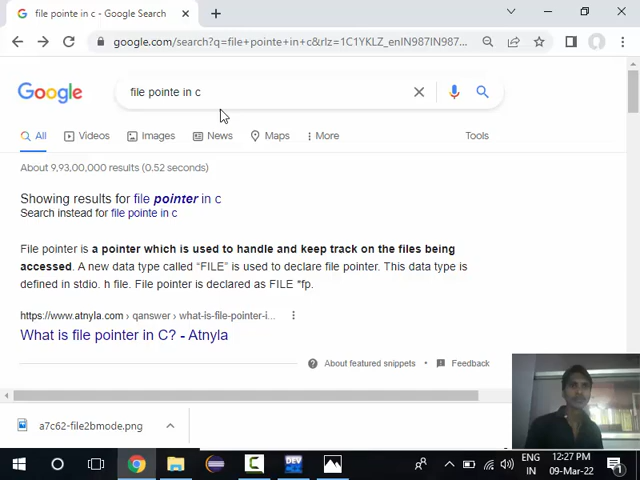 file pointe in c - Google Search
google.com/search?q=file+pointe+in+c&rlz=1C1YKLZ_enIN987IN987...
Google
file pointe in c
All
Videos
Images
News
Maps
More
Tools
About 9,93,00,000 results (0.52 seconds)
Showing results for file pointer in c
Search instead for file pointe in c
File pointer is a pointer which is used to handle and keep track on the files being
accessed. A new data type called “FILE” is used to declare file pointer. This data type is
defined in stdio. h file. File pointer is declared as FILE *fp.
https://www.atnyla.com › qanswer › what-is-file-pointer-i...
What is file pointer in C? - Atnyla
About featured snippets • Feedback
a7c62-file2bmode.png
DEV
ENG
IN
12:27 PM
09-Mar-22
1